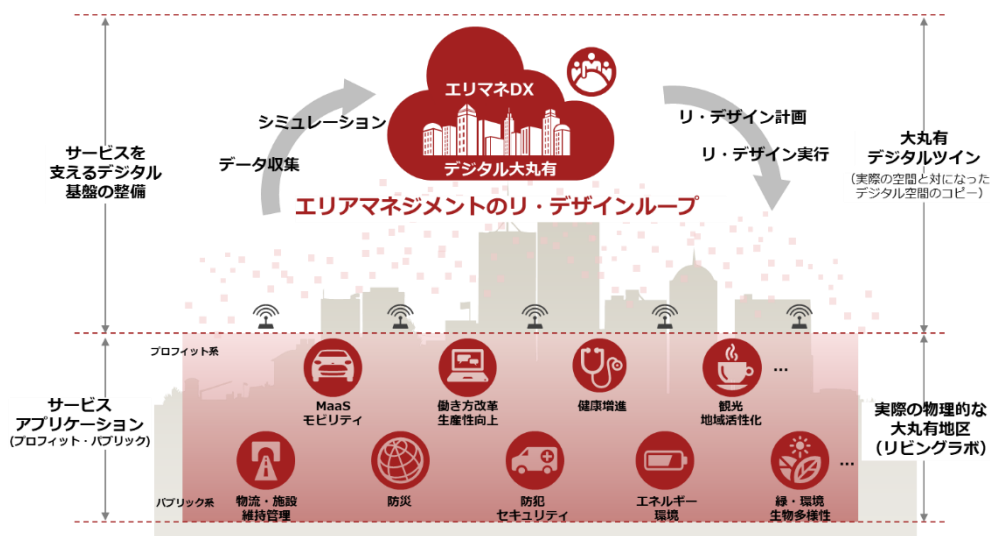 エリマネDX
デジタル大丸有
シミュレーション
データ収集
リ・デザイン計画
リ・デザイン実行
サービスを
支えるデジタル
基盤の整備
大丸有
デジタルツイン
(実際の空間と対になった
デジタル空間のコピー)
エリアマネジメントのリ・デザインループ
プロフィット系
MaaS
モビリティ
働き方改革
生産性向上
健康増進
観光
地域活性化
…
サービス
アプリケーション
(プロフィット・パブリック)
実際の物理的な
大丸有地区
(リビングラボ)
パブリック系
物流・施設
維持管理
防災
防犯
セキュリティ
エネルギー
環境
緑・環境
生物多様性
…